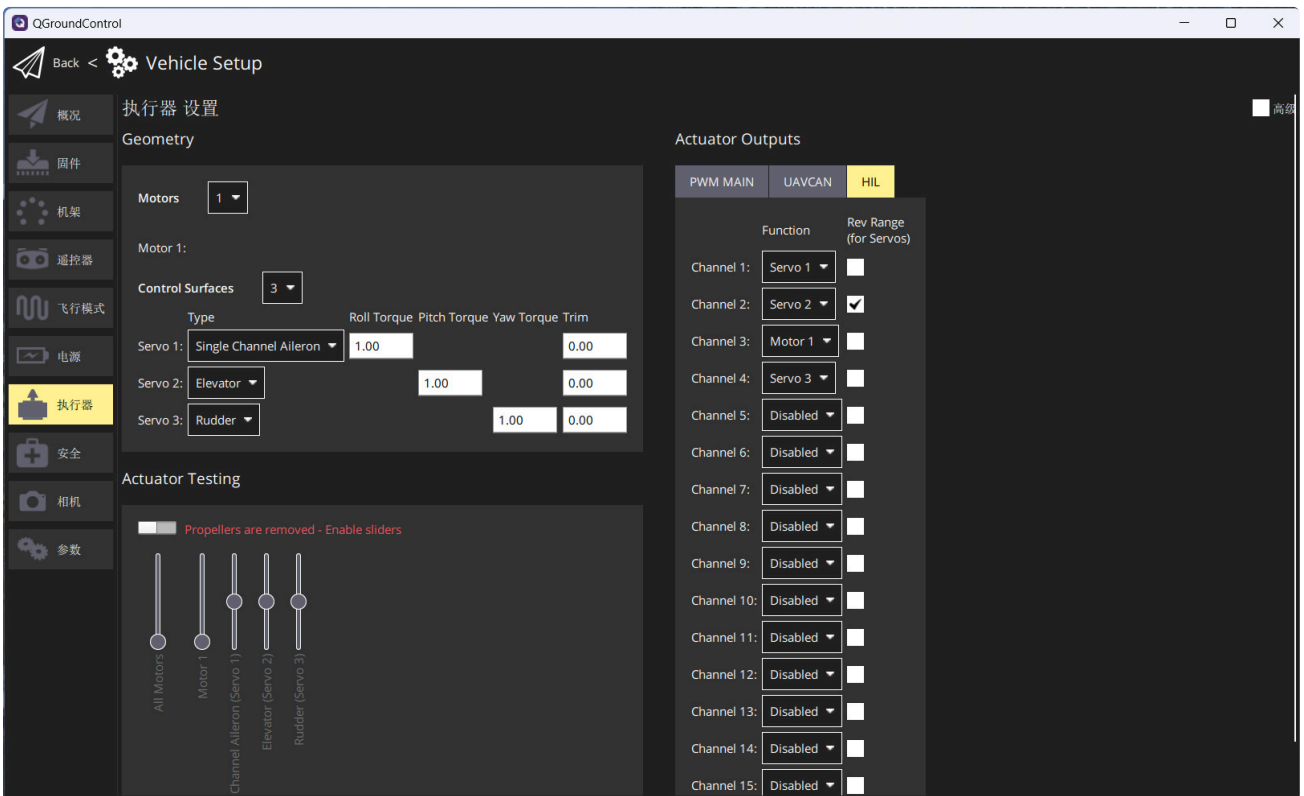 QGroundControl
Back < Vehicle Setup
概况
固件
机架
遥控器
飞行模式
电源
执行器
安全
相机
参数
执行器 设置
高级
Geometry
Motors 1
Motor 1:
Control Surfaces 3
Type Roll Torque Pitch Torque Yaw Torque Trim
Servo 1: Single Channel Aileron 1.00 0.00
Servo 2: Elevator 1.00 0.00
Servo 3: Rudder 1.00 0.00
Actuator Testing
Propellers are removed - Enable sliders
All Motors
Motor 1
Channel Aileron (Servo 1)
Elevator (Servo 2)
Rudder (Servo 3)
Actuator Outputs
PWM MAIN UAVCAN HIL
Function Rev Range
(for Servos)
Channel 1: Servo 1
Channel 2: Servo 2
Channel 3: Motor 1
Channel 4: Servo 3
Channel 5: Disabled
Channel 6: Disabled
Channel 7: Disabled
Channel 8: Disabled
Channel 9: Disabled
Channel 10: Disabled
Channel 11: Disabled
Channel 12: Disabled
Channel 13: Disabled
Channel 14: Disabled
Channel 15: Disabled